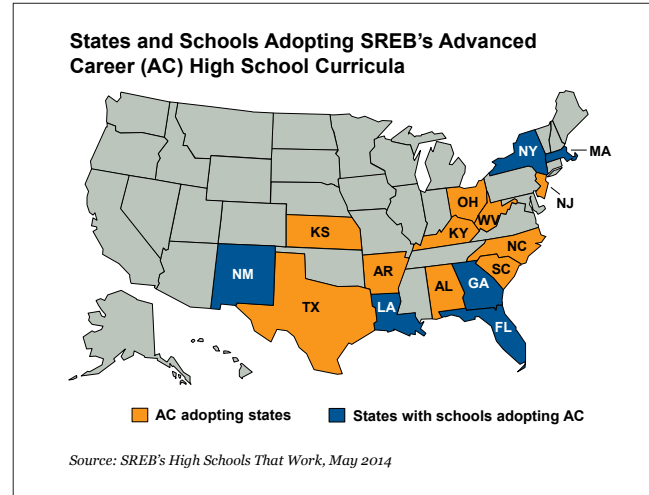 States and Schools Adopting SREB's Advanced
Career (AC) High School Curricula
NY
MA
NJ
OH
WV
KS
KY
NC
NM
AR
SC
TX
LA
AL
GA
FL
AC adopting states
States with schools adopting AC
Source: SREB's High Schools That Work, May 2014